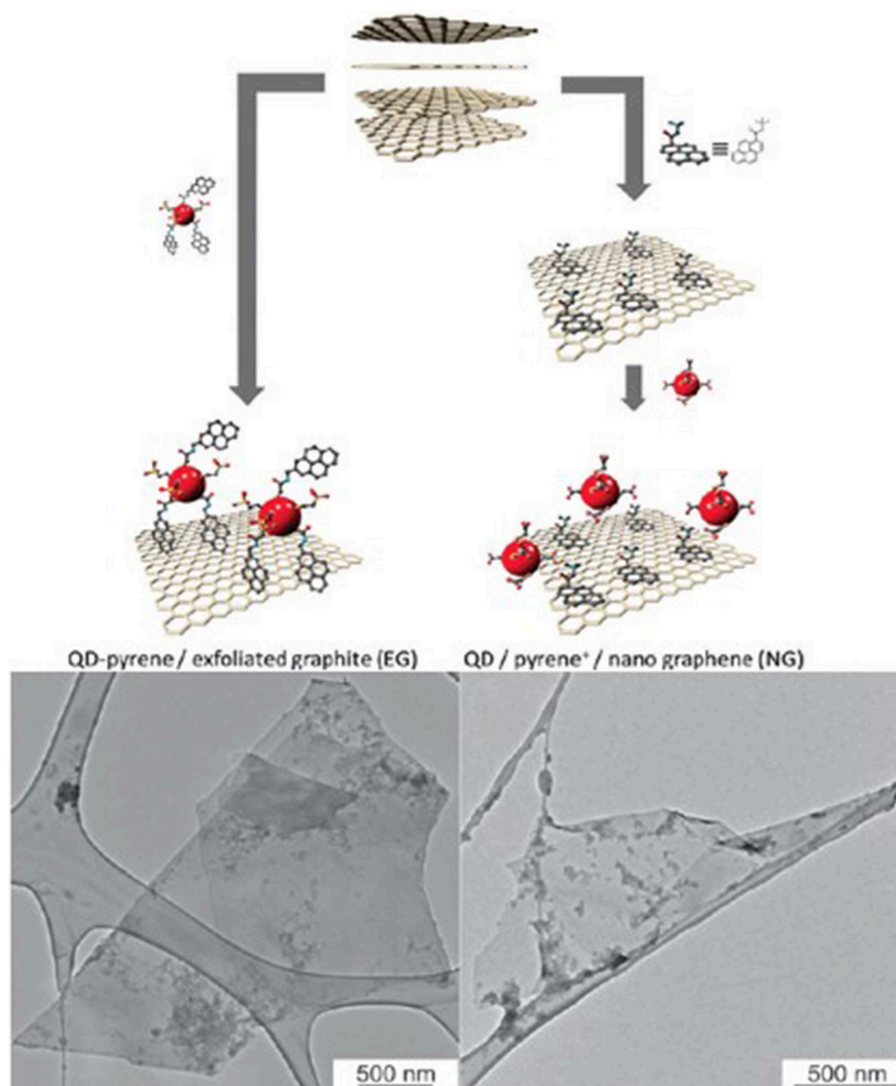 QD-pyrene / exfoliated graphite (EG)
QD / pyrene⁺ / nano graphene (NG)
500 nm
500 nm